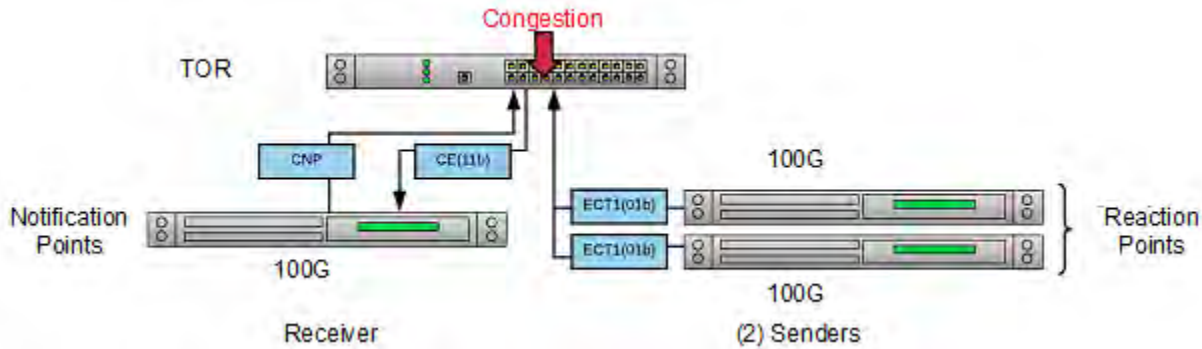 Congestion
TOR
CNP
CE(11b)
100G
ECT1(01b)
ECT1(01b)
Notification
Points
Reaction
Points
100G
100G
Receiver
(2) Senders